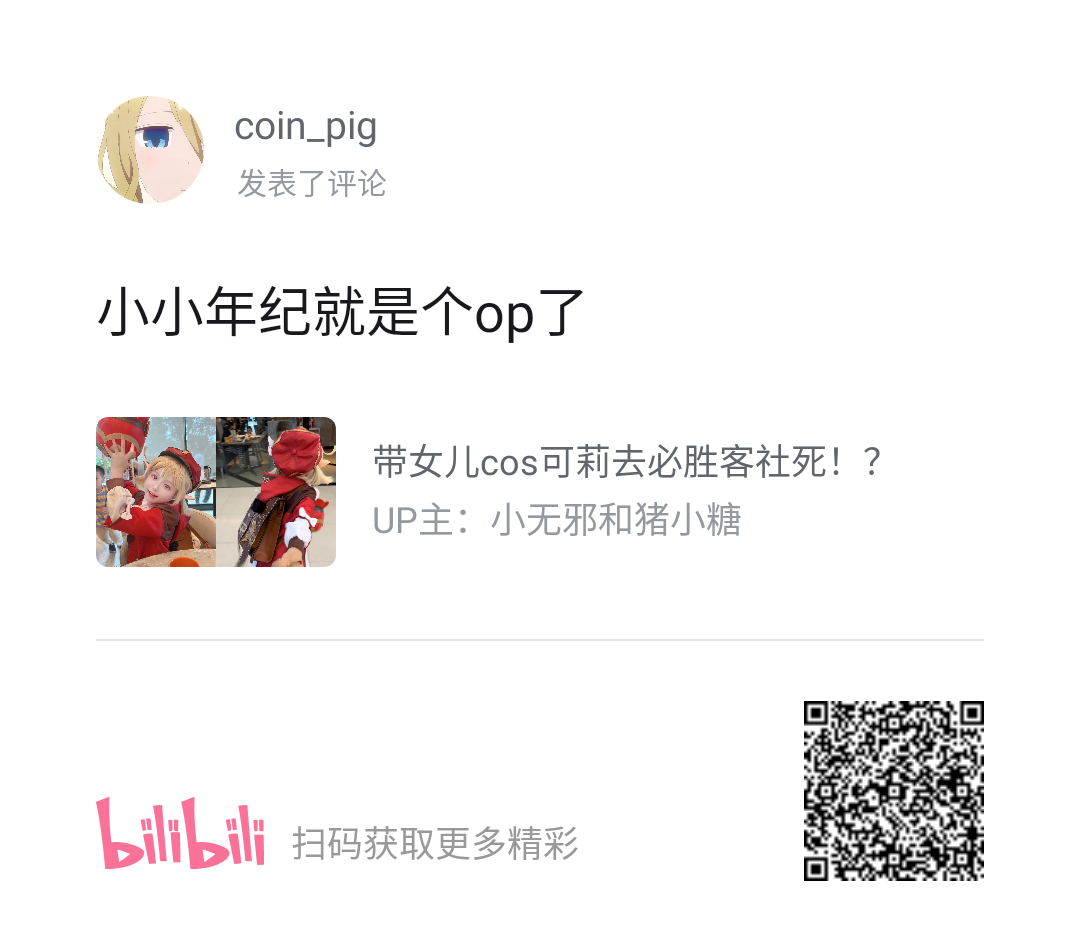 coin_pig
发表了评论
小小年纪就是个op了
带女儿cos可莉去必胜客社死！？
UP主：小无邪和猪小糖
bilibili 扫码获取更多精彩